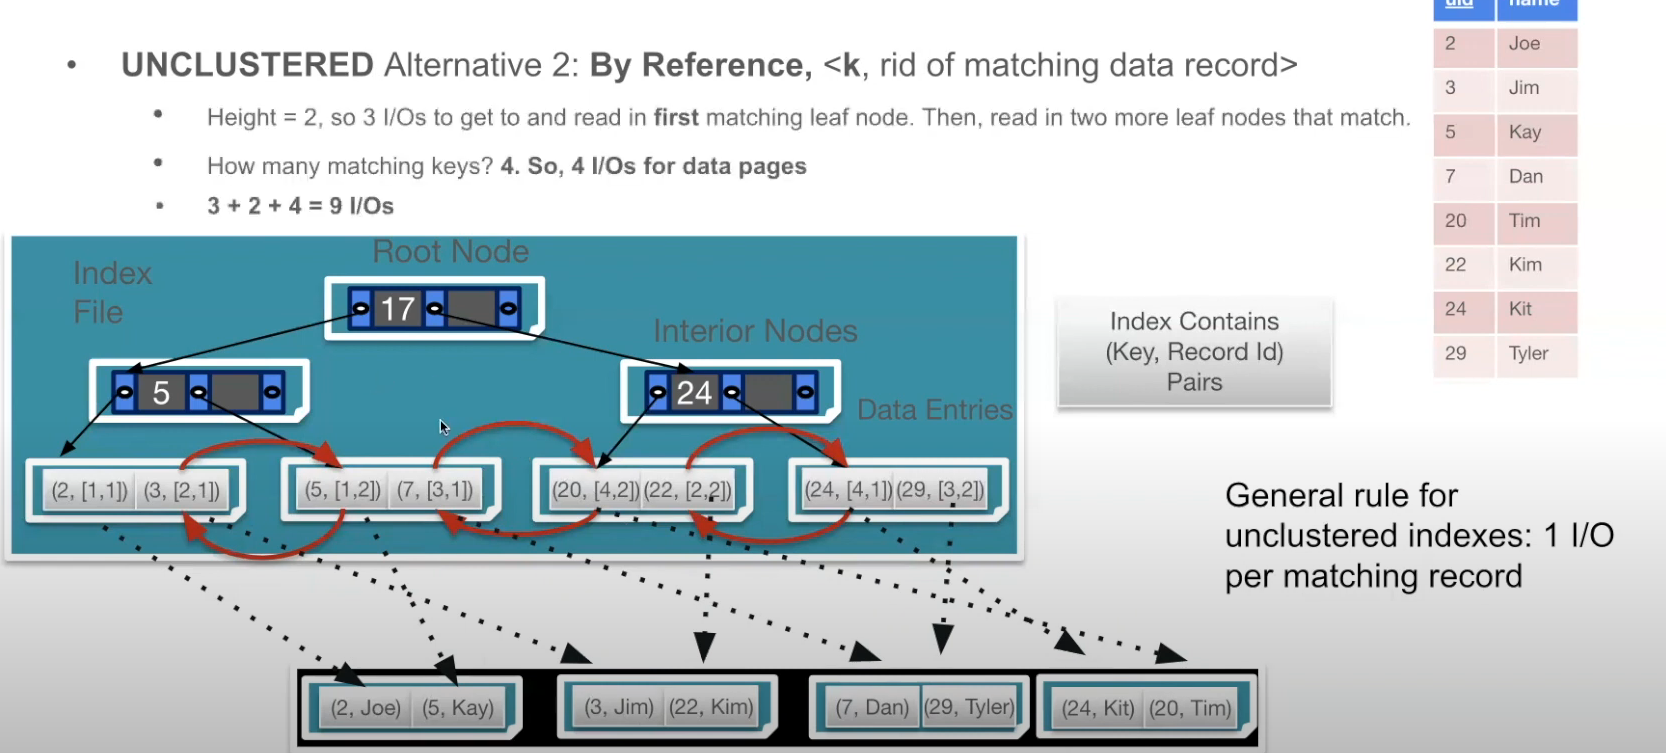 uid name
• UNCLUSTERED Alternative 2: By Reference, <k, rid of matching data record>
• Height = 2, so 3 I/Os to get to and read in first matching leaf node. Then, read in two more leaf nodes that match.
• How many matching keys? 4. So, 4 I/Os for data pages
• 3 + 2 + 4 = 9 I/Os
2 Joe
3 Jim
5 Kay
7 Dan
20 Tim
22 Kim
24 Kit
29 Tyler
Index
File
Root Node
17
Interior Nodes
5
24
Data Entries
Index Contains
(Key, Record Id)
Pairs
(2, [1,1]) (3, [2,1])
(5, [1,2]) (7, [3,1])
(20, [4,2]) (22, [2,2])
(24, [4,1]) (29, [3,2])
General rule for
unclustered indexes: 1 I/O
per matching record
(2, Joe) (5, Kay)
(3, Jim) (22, Kim)
(7, Dan) (29, Tyler)
(24, Kit) (20, Tim)